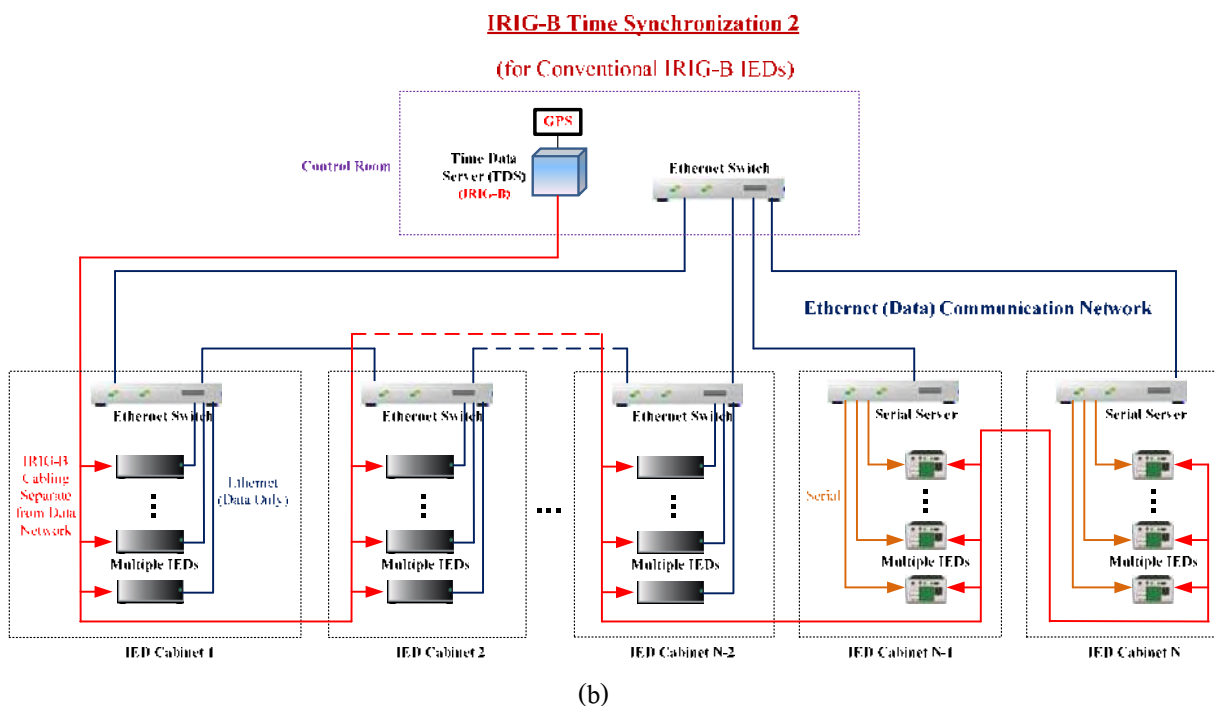 IRIG-B Time Synchronization 2
(for Conventional IRIG-B IEDs)
GPS
Control Room
Time Data
Server (TDS)
(IRIG-B)
Ethernet Switch
Ethernet (Data) Communication Network
Ethernet Switch
Ethernet Switch
Ethernet Switch
Serial Server
Serial Server
IRIG-B
Cabling
Separate
from Data
Network
Ethernet
(Data Only)
Serial
...
Multiple IEDs
Multiple IEDs
Multiple IEDs
Multiple IEDs
Multiple IEDs
IED Cabinet 1
IED Cabinet 2
IED Cabinet N-2
IED Cabinet N-1
IED Cabinet N
(b)